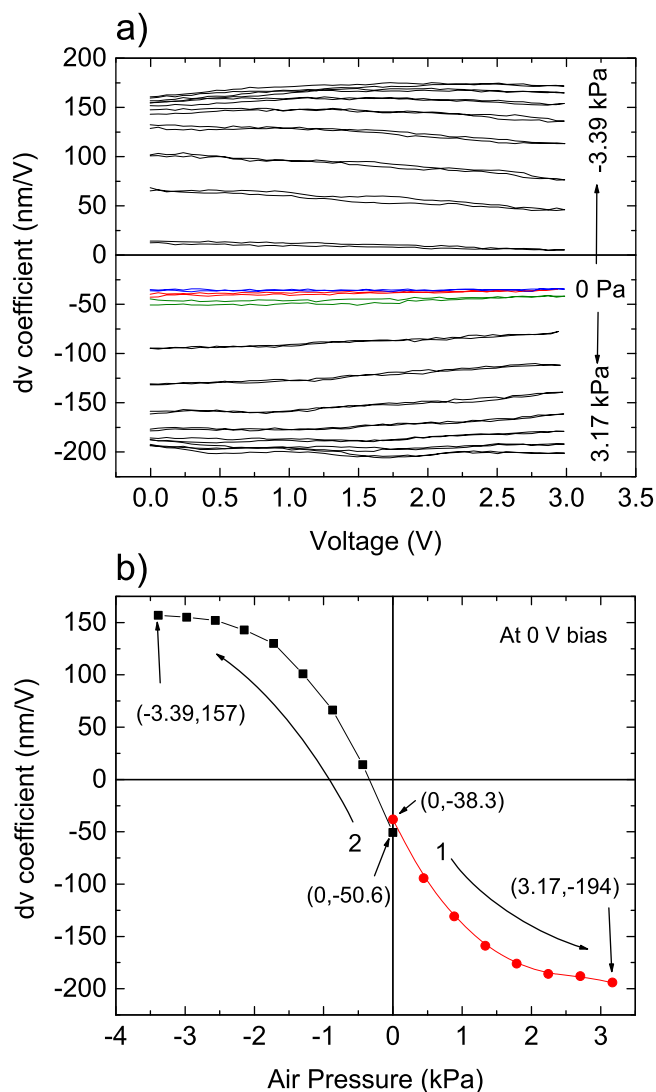 a)
200
150
100
50
0
-50
-100
-150
-200
dv coefficient (nm/V)
-3.39 kPa
0 Pa
3.17 kPa
0.0 0.5 1.0 1.5 2.0 2.5 3.0 3.5
Voltage (V)
b)
150
100
50
0
-50
-100
-150
-200
dv coefficient (nm/V)
At 0 V bias
(-3.39,157)
(0,-38.3)
2
1
(0,-50.6)
(3.17,-194)
-4 -3 -2 -1 0 1 2 3 4
Air Pressure (kPa)